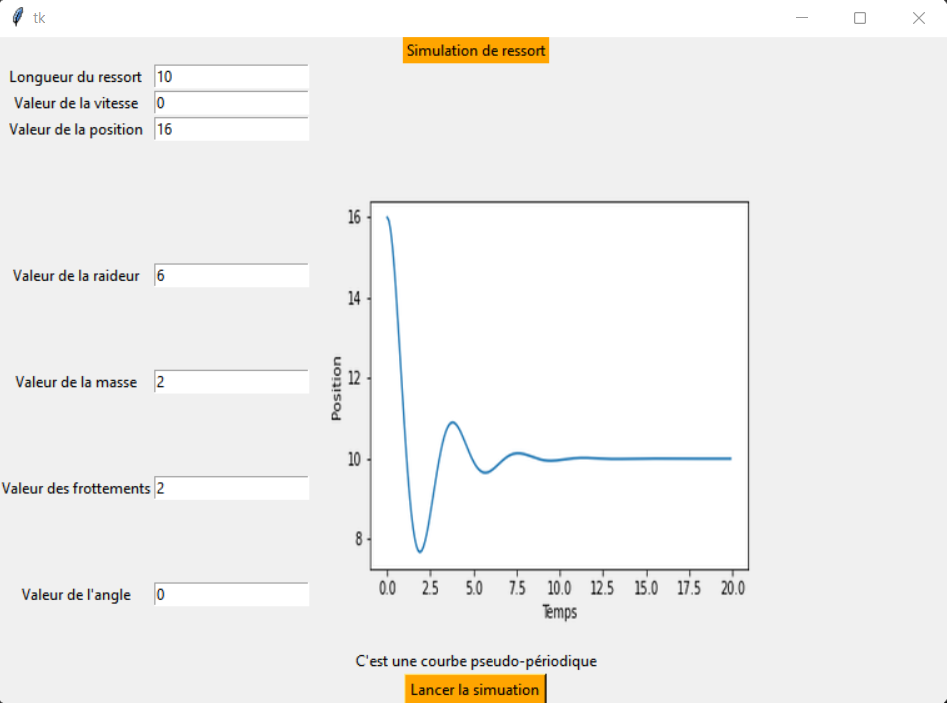 tk
Simulation de ressort
Longueur du ressort 10
Valeur de la vitesse 0
Valeur de la position 16
Valeur de la raideur 6
Valeur de la masse 2
Valeur des frottements 2
Valeur de l'angle 0
Position
16
14
12
10
8
0.0 2.5 5.0 7.5 10.0 12.5 15.0 17.5 20.0
Temps
C'est une courbe pseudo-périodique
Lancer la simuation